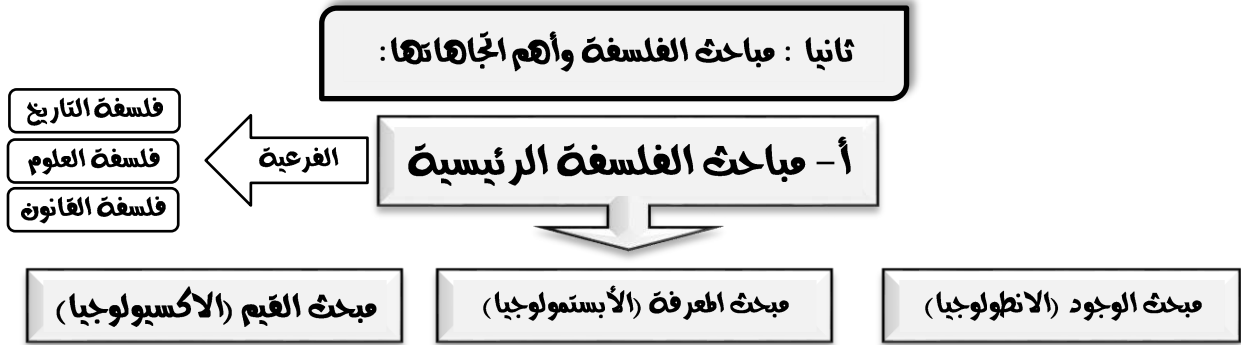 ثانيا : مباحث الفلسفة وأهم اتجاهاتها:
أ- مباحث الفلسفة الرئيسية
الفرعية
فلسفة التاريخ
فلسفة العلوم
فلسفة القانون
مبحث الوجود (الانطولوجيا)
مبحث المعرفة (الأبستمولوجيا)
مبحث القيم (الاكسيولوجيا)